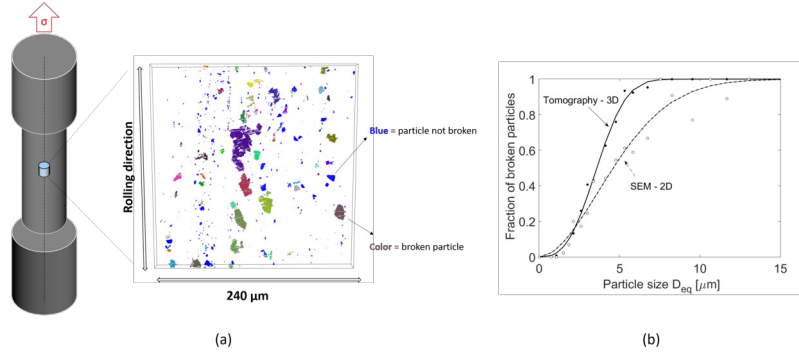 σ
Rolling direction
Blue = particle not broken
Color = broken particle
240 µm
(a)
Fraction of broken particles
1
0.8
0.6
0.4
0.2
0
Tomography - 3D
SEM - 2D
0
5
10
15
Particle size Deq [µm]
(b)